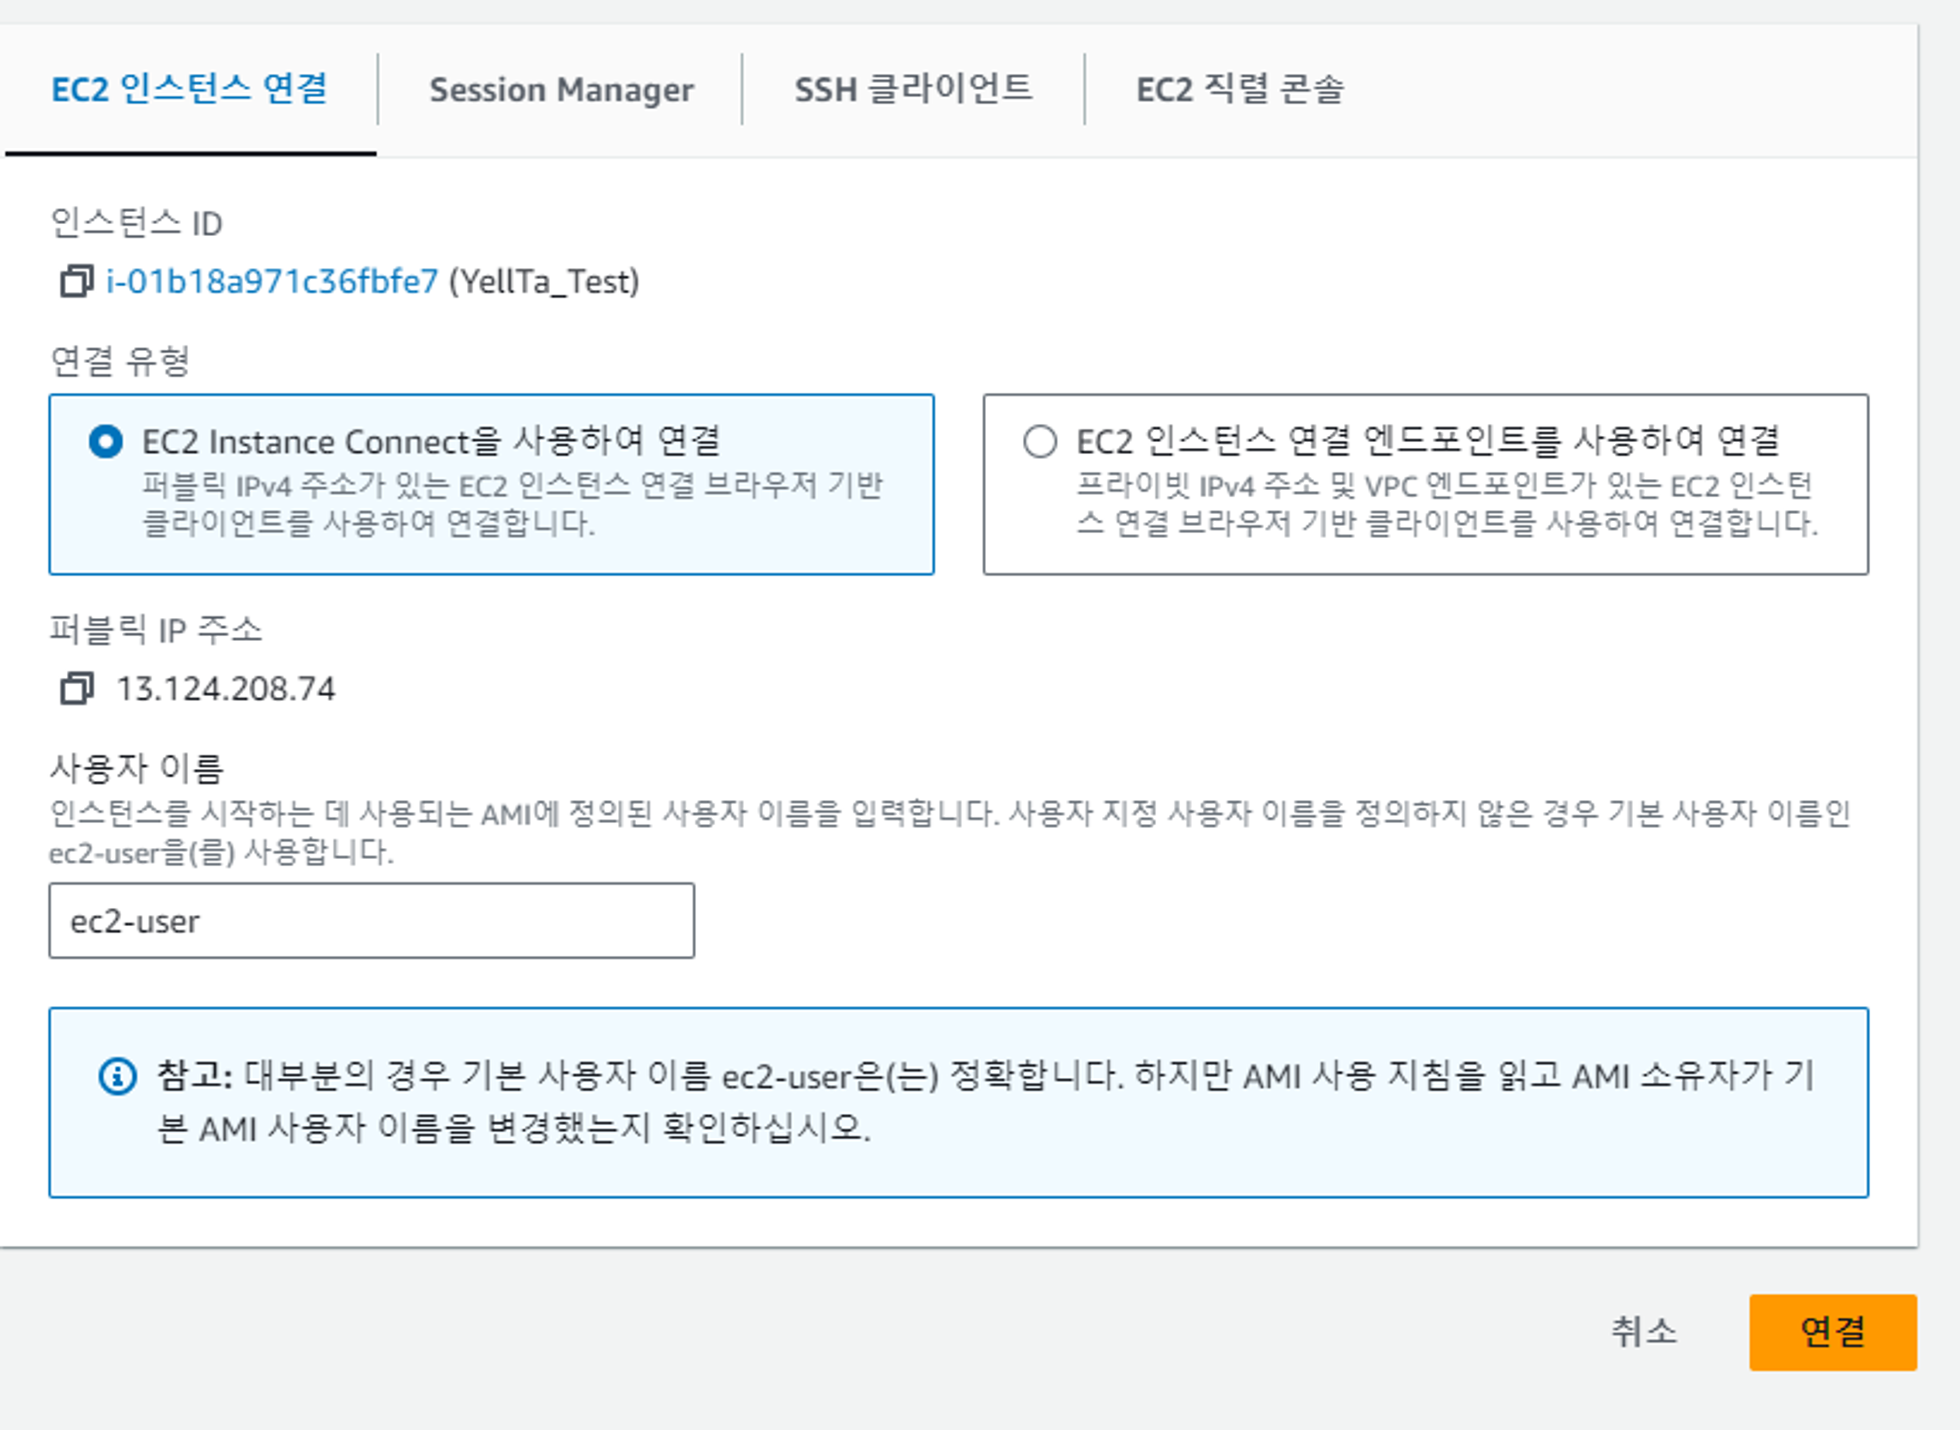 EC2 인스턴스 연결
Session Manager
SSH 클라이언트
EC2 직렬 콘솔
인스턴스 ID
i-01b18a971c36fbfe7 (YellTa_Test)
연결 유형
EC2 Instance Connect을 사용하여 연결
퍼블릭 IPv4 주소가 있는 EC2 인스턴스 연결 브라우저 기반
클라이언트를 사용하여 연결합니다.
EC2 인스턴스 연결 엔드포인트를 사용하여 연결
프라이빗 IPv4 주소 및 VPC 엔드포인트가 있는 EC2 인스턴
스 연결 브라우저 기반 클라이언트를 사용하여 연결합니다.
퍼블릭 IP 주소
13.124.208.74
사용자 이름
인스턴스를 시작하는 데 사용되는 AMI에 정의된 사용자 이름을 입력합니다. 사용자 지정 사용자 이름을 정의하지 않은 경우 기본 사용자 이름인
ec2-user을(를) 사용합니다.
ec2-user
참고: 대부분의 경우 기본 사용자 이름 ec2-user은(는) 정확합니다. 하지만 AMI 사용 지침을 읽고 AMI 소유자가 기
본 AMI 사용자 이름을 변경했는지 확인하십시오.
취소
연결